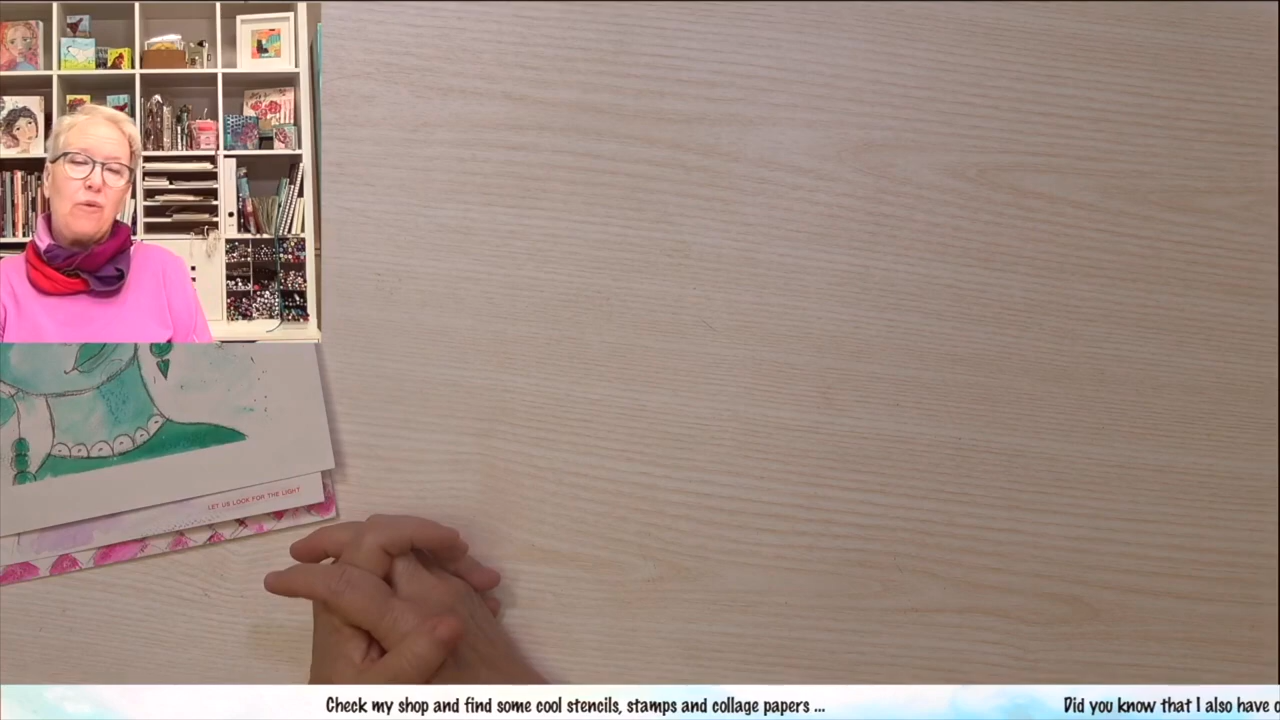 LET US LOOK FOR THE LIGHT
Check my shop and find some cool stencils, stamps and collage papers ...
Did you know that I also have